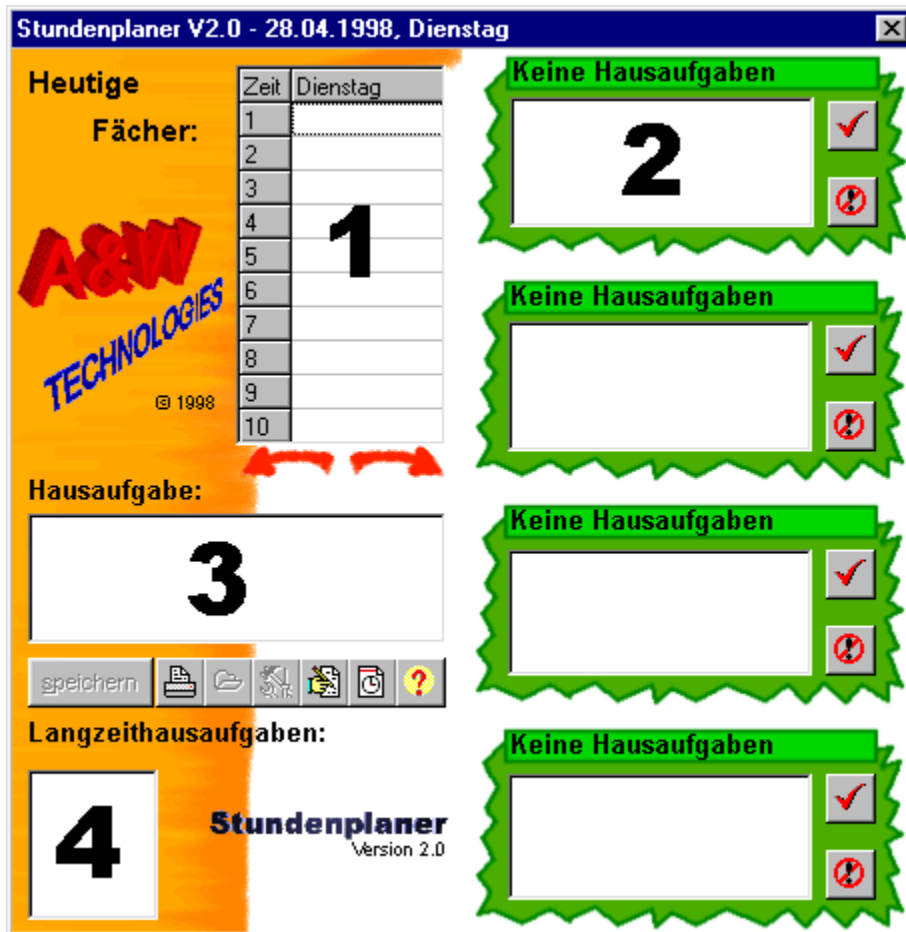 Stundenplaner V2.0 - 28.04.1998, Dienstag
Heutige
Fächer:
Zeit Dienstag
1
2
3
4
5
6
7
8
9
10
1
A&W
TECHNOLOGIES
© 1998
Hausaufgabe:
3
speichern
?
Langzeithausaufgaben:
4
Stundenplaner
Version 2.0
Keine Hausaufgaben
2
Keine Hausaufgaben
Keine Hausaufgaben
Keine Hausaufgaben